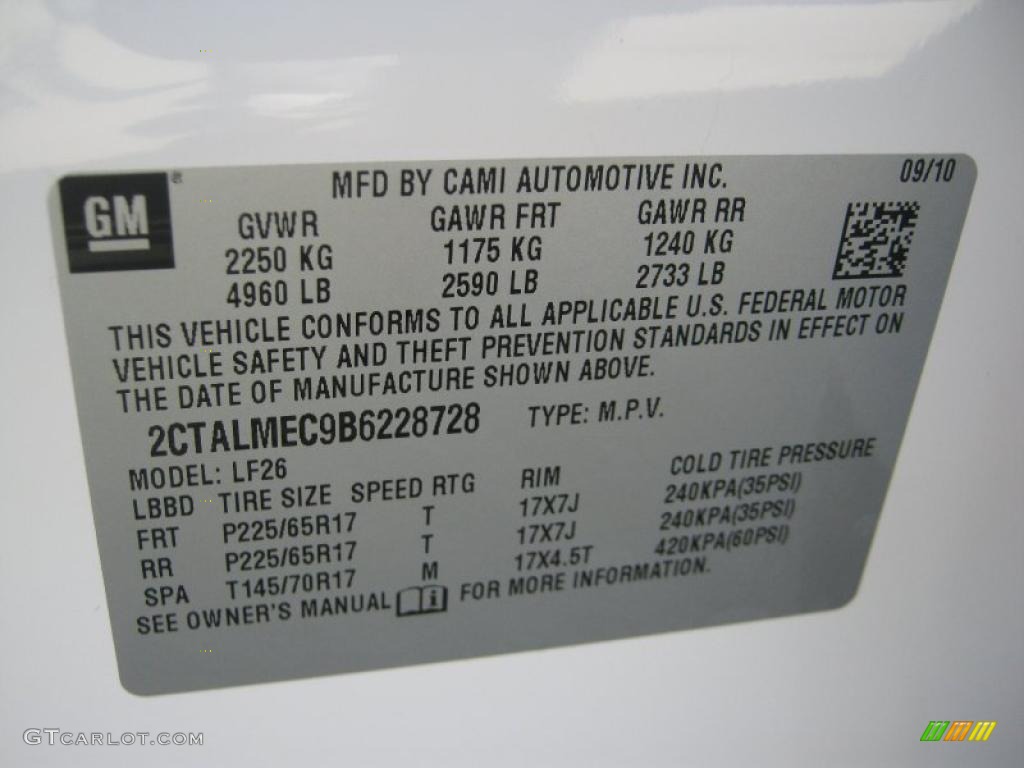 GM ®
MFD BY CAMI AUTOMOTIVE INC. 09/10
GVWR GAWR FRT GAWR RR
2250 KG 1175 KG 1240 KG
4960 LB 2590 LB 2733 LB
THIS VEHICLE CONFORMS TO ALL APPLICABLE U.S. FEDERAL MOTOR
VEHICLE SAFETY AND THEFT PREVENTION STANDARDS IN EFFECT ON
THE DATE OF MANUFACTURE SHOWN ABOVE.
2CTALMEC9B6228728 TYPE: M.P.V.
MODEL: LF26
LBBD TIRE SIZE SPEED RTG RIM COLD TIRE PRESSURE
FRT P225/65R17 T 17X7J 240KPA(35PSI)
RR P225/65R17 T 17X7J 240KPA(35PSI)
SPA T145/70R17 M 17X4.5T 420KPA(60PSI)
SEE OWNER'S MANUAL i FOR MORE INFORMATION.
GTCARLOT.COM